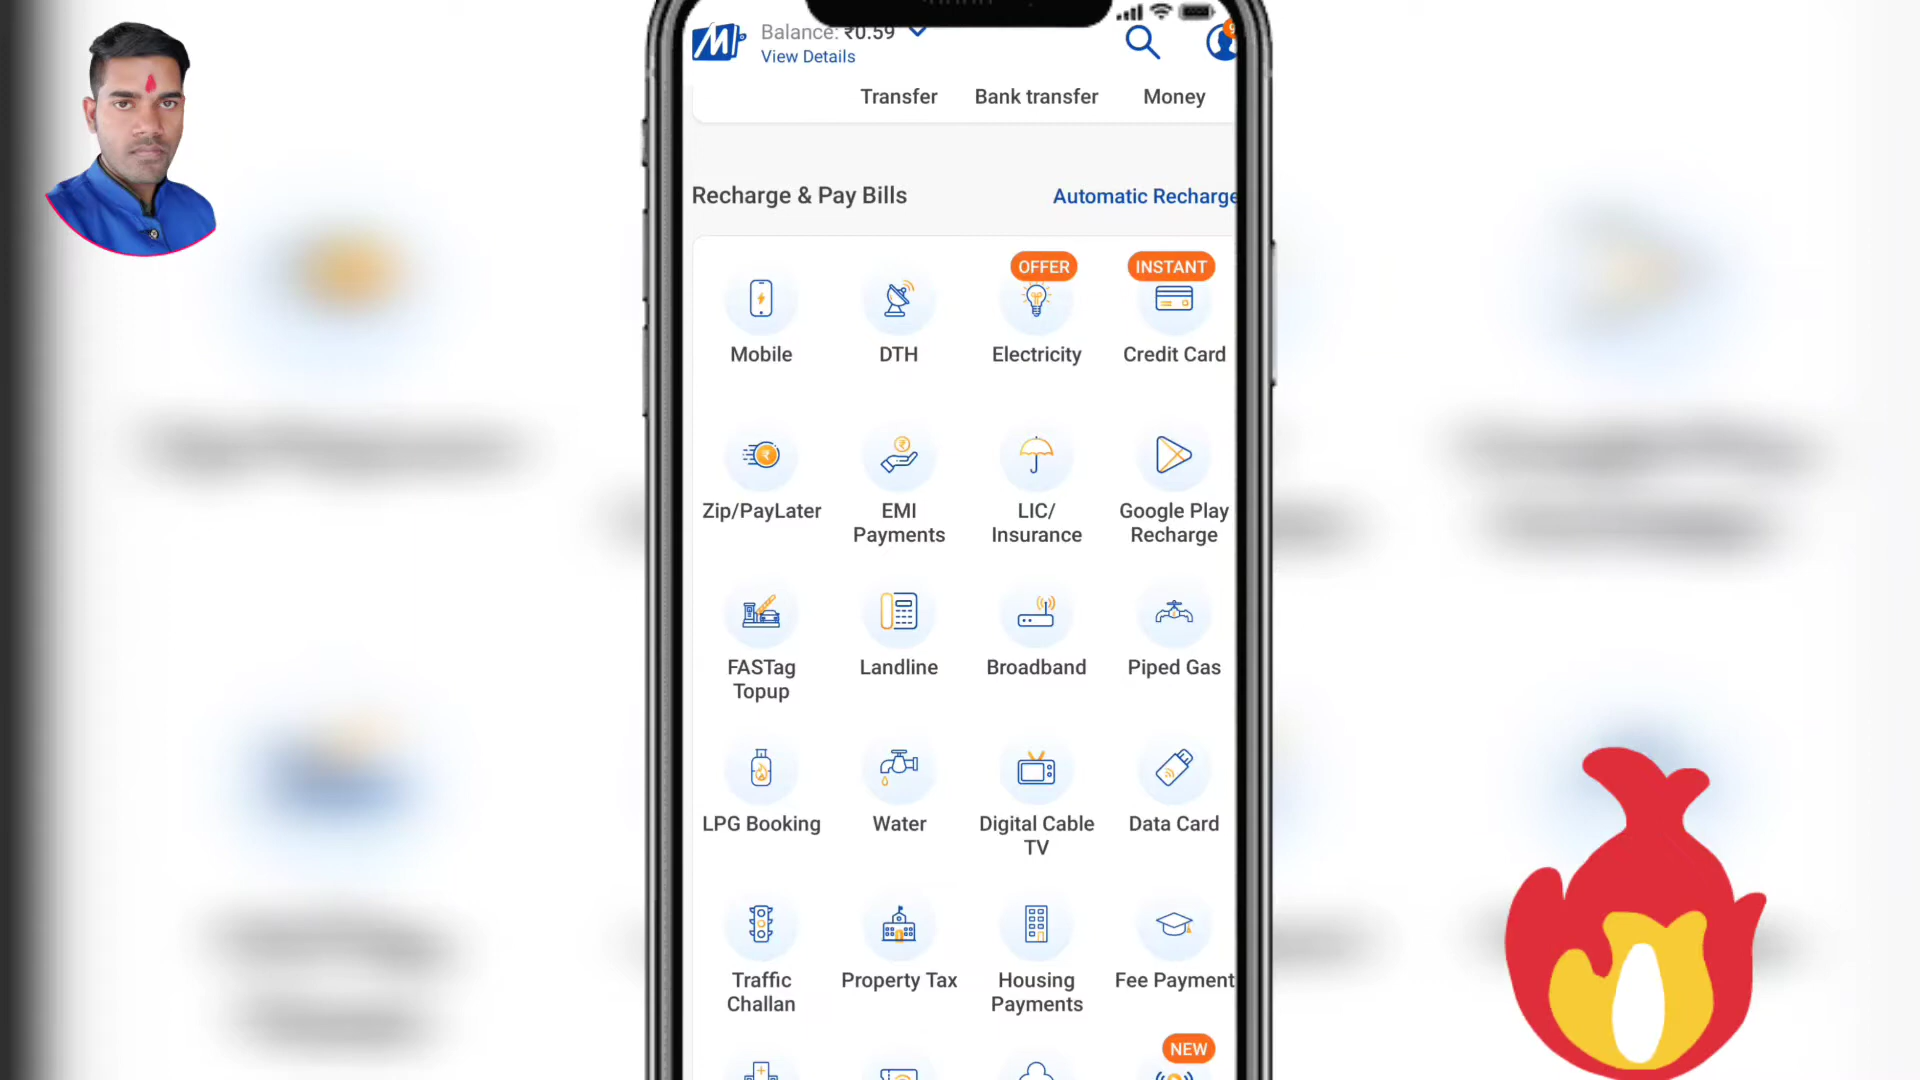 Balance: ₹0.59
View Details
Transfer Bank transfer Money
Recharge & Pay Bills Automatic Recharge
OFFER INSTANT
Mobile DTH Electricity Credit Card
Zip/PayLater EMI LIC/ Google Play
Payments Insurance Recharge
FASTag Landline Broadband Piped Gas
Topup
LPG Booking Water Digital Cable Data Card
TV
Traffic Property Tax Housing Fee Payment
Challan Payments
NEW